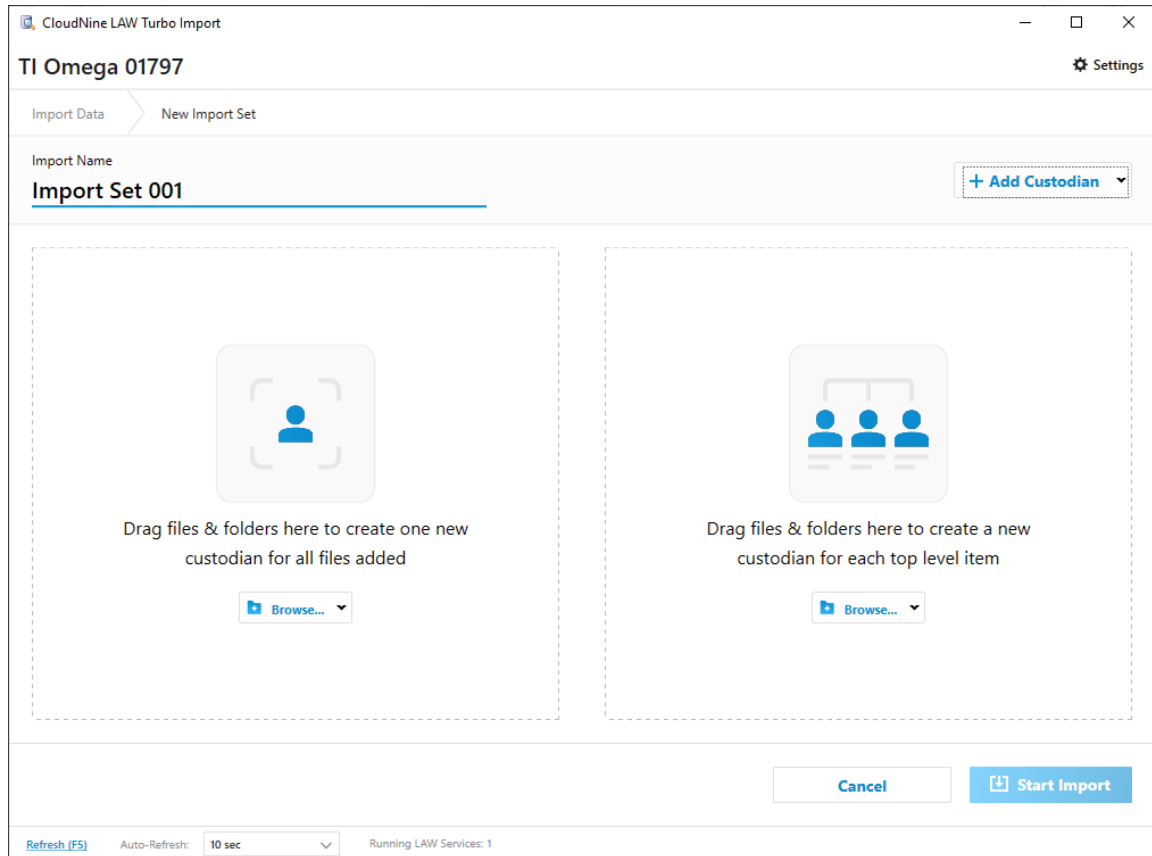 CloudNine LAW Turbo Import
TI Omega 01797
Settings
Import Data
New Import Set
Import Name
Import Set 001
+ Add Custodian
Drag files & folders here to create one new
custodian for all files added
Browse...
Drag files & folders here to create a new
custodian for each top level item
Browse...
Cancel
Start Import
Refresh (F5)
Auto-Refresh:
10 sec
Running LAW Services: 1